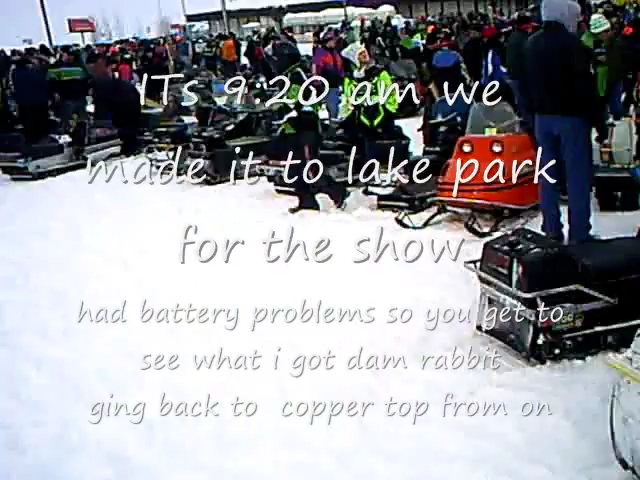 ITs 9:20 am we
made it to lake park
for the show
had battery problems so you get to
see what i got dam rabbit
ging back to copper top from on